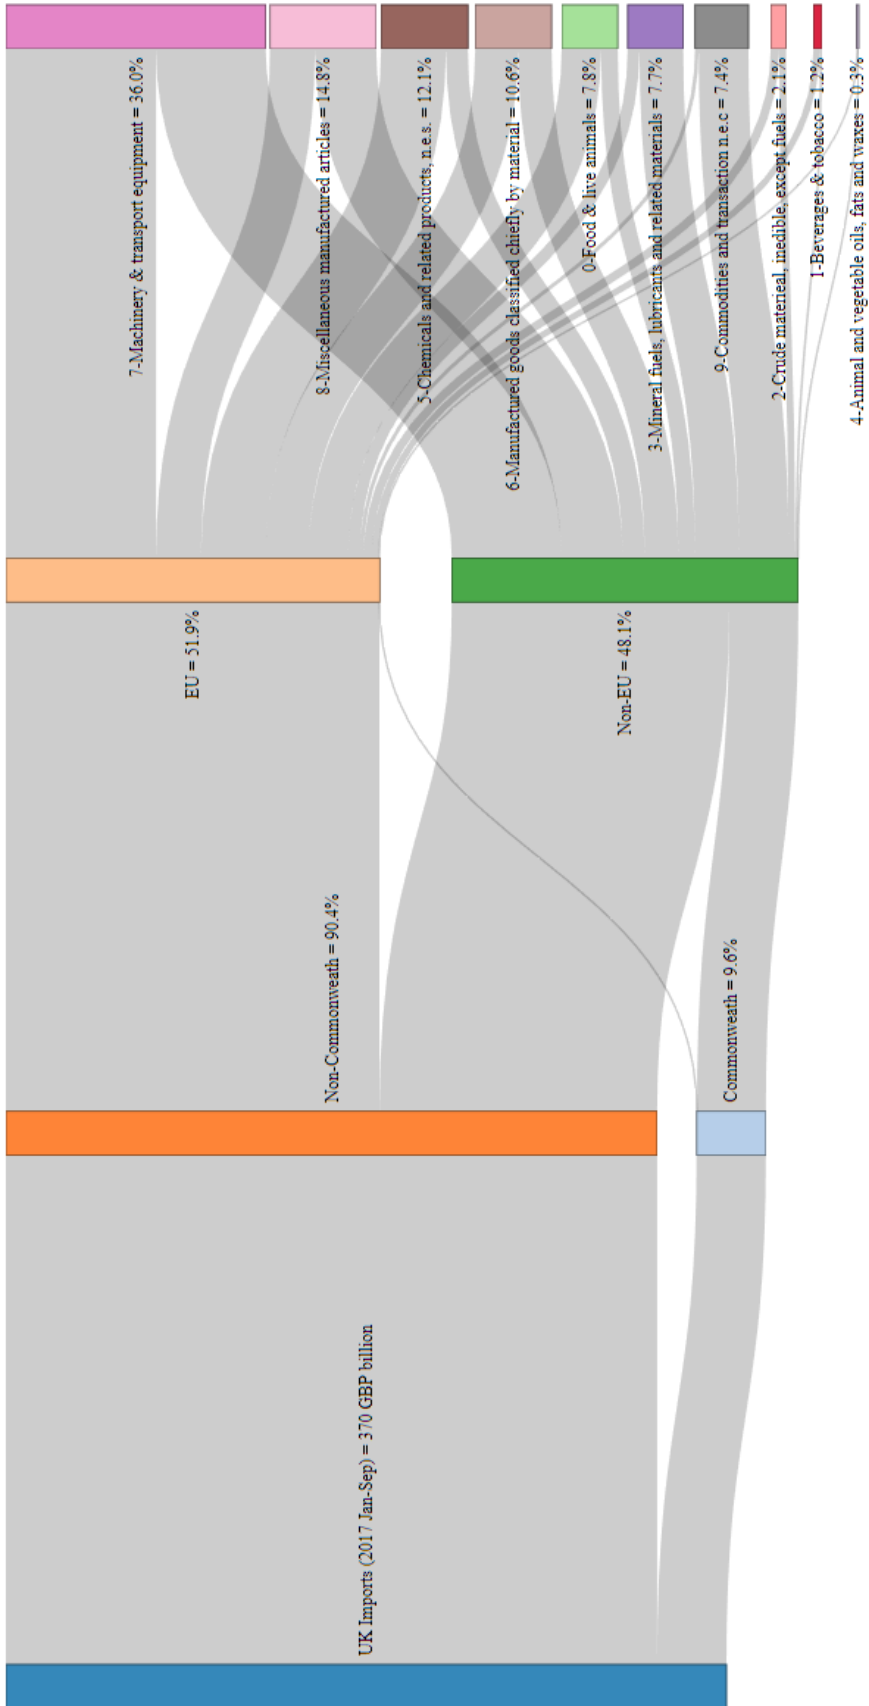 UK Imports (2017 Jan-Sep) = 370 GBP billion
Non-Commonweath = 90.4%
Commonweath = 9.6%
EU = 51.9%
Non-EU = 48.1%
7-Machinery & transport equipment = 36.0%
8-Miscellaneous manufactured articles = 14.8%
5-Chemicals and related products, n.e.s. = 12.1%
6-Manufactured goods classified chiefly by material = 10.6%
0-Food & live animals = 7.8%
3-Mineral fuels, lubricants and related materials = 7.7%
9-Commodities and transaction n.e.c = 7.4%
2-Crude materieal, inedible, except fuels = 2.1%
1-Beverages & tobacco = 1.2%
4-Animal and vegetable oils, fats and waxes = 0.3%